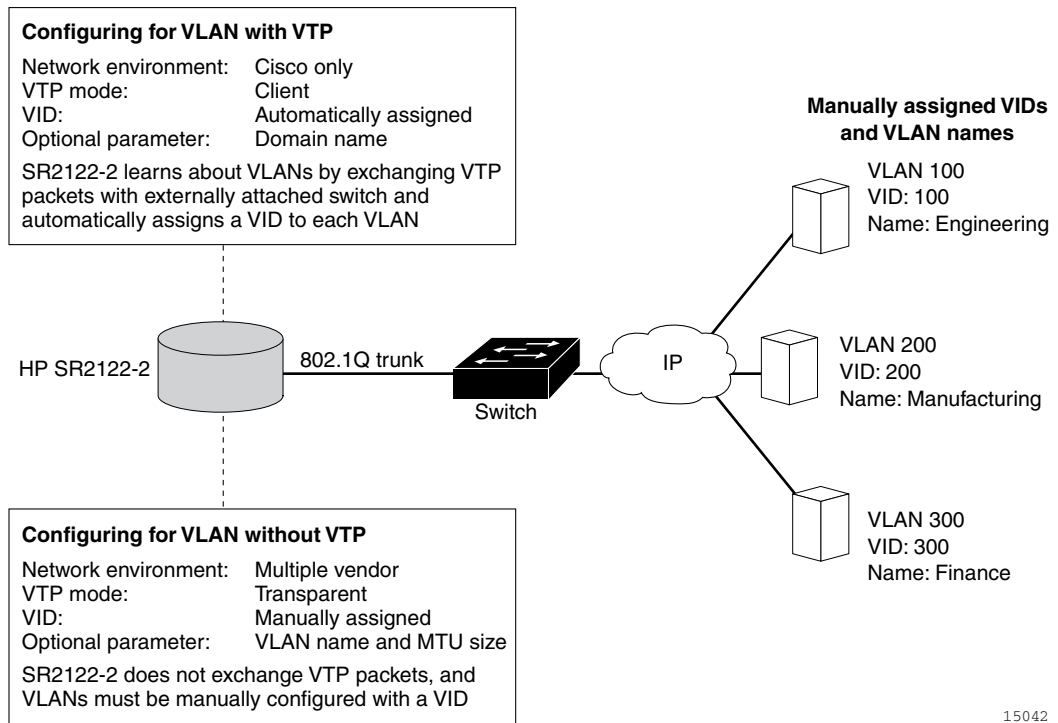 Configuring for VLAN with VTP
Network environment: Cisco only
VTP mode: Client
VID: Automatically assigned
Optional parameter: Domain name
SR2122-2 learns about VLANs by exchanging VTP
packets with externally attached switch and
automatically assigns a VID to each VLAN
Manually assigned VIDs
and VLAN names
VLAN 100
VID: 100
Name: Engineering
HP SR2122-2
802.1Q trunk
Switch
IP
VLAN 200
VID: 200
Name: Manufacturing
VLAN 300
VID: 300
Name: Finance
Configuring for VLAN without VTP
Network environment: Multiple vendor
VTP mode: Transparent
VID: Manually assigned
Optional parameter: VLAN name and MTU size
SR2122-2 does not exchange VTP packets, and
VLANs must be manually configured with a VID
15042